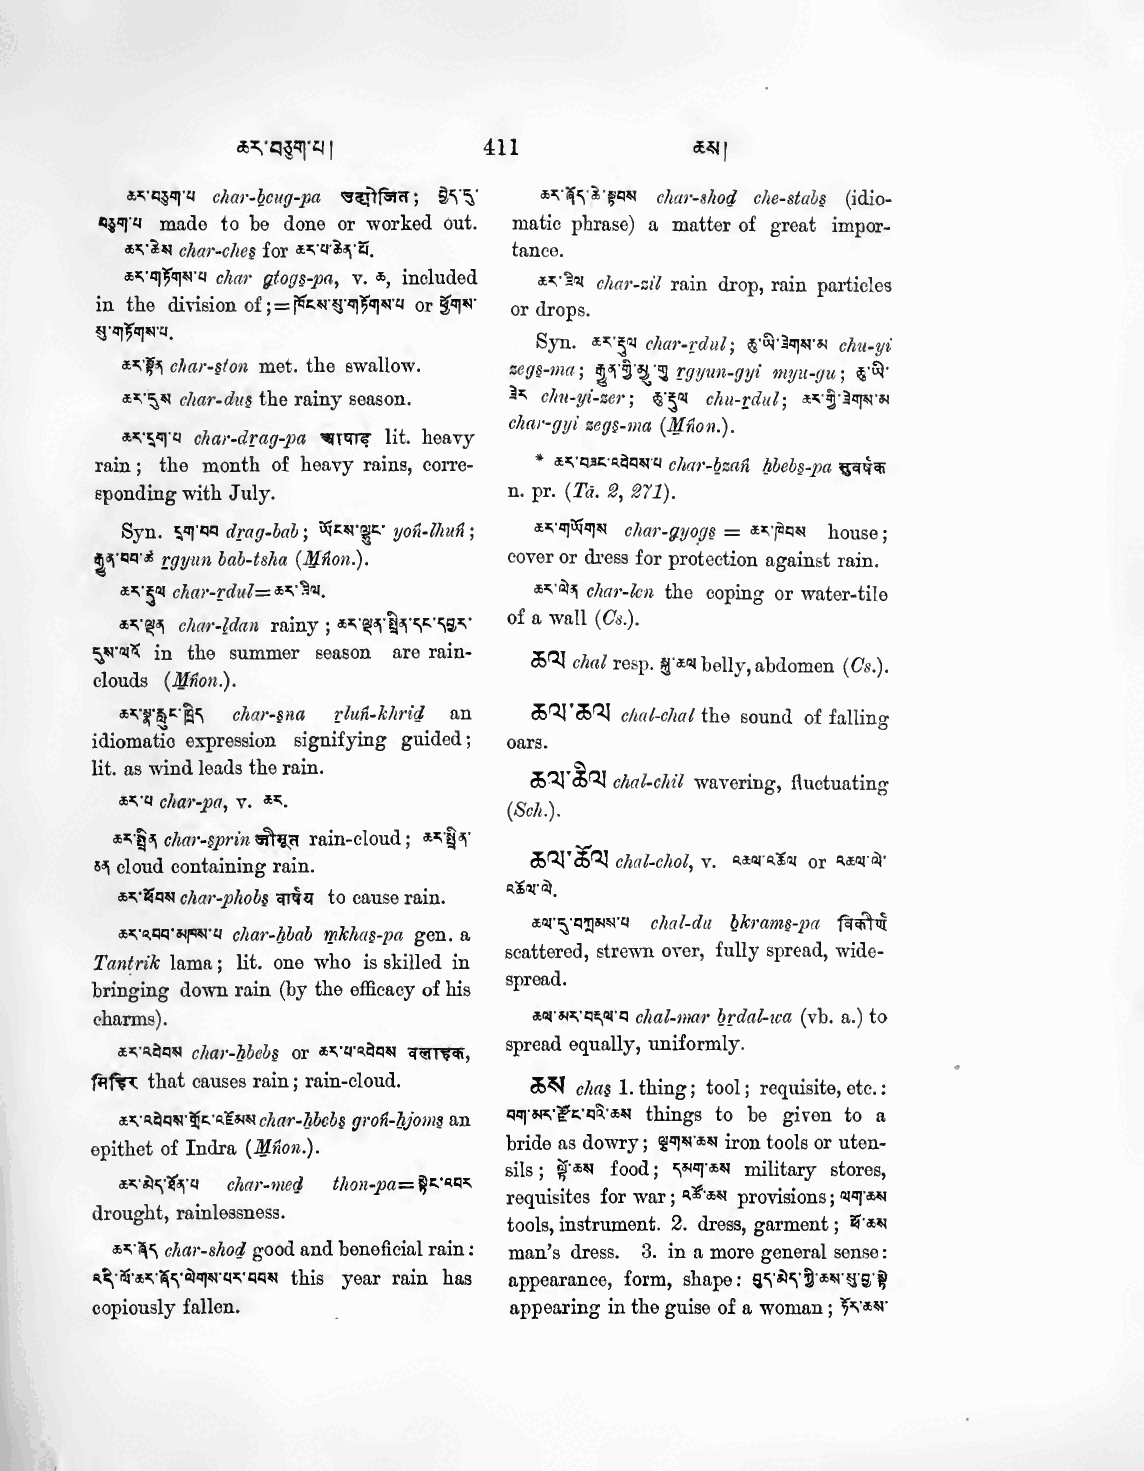 ཆར་བཅུག་པ།
411
ཆས།
ཆར་བཅུག་པ char-bcug-pa उद्योजित; བྱེད་དུ་
བཅུག་པ made to be done or worked out.
ཆར་ཆེས char-ches for ཆར་པ་ཆེན་པོ.
ཆར་གཏོགས་པ char gtogs-pa, v. ཆ, included
in the division of;=ཁོངས་སུ་གཏོགས་པ or ཕྱོགས་
སུ་གཏོགས་པ.
ཆར་སྟོན char-ston met. the swallow.
ཆར་དུས char-dus the rainy season.
ཆར་དྲག་པ char-drag-pa आषाढ़ lit. heavy
rain; the month of heavy rains, corre-
sponding with July.
Syn. དྲག་བབ drag-bab; ཡོངས་ལྷུང་ yoṅ-lhuṅ;
རྒྱུན་བབ་ཚ rgyun bab-tsha (Mṅon.).
ཆར་རྡུལ char-rdul=ཆར་ཟིལ.
ཆར་ལྡན char-ldan rainy; ཆར་ལྡན་སྤྲིན་དང་དབྱར་
དུས་ལའོ in the summer season are rain-
clouds (Mṅon.).
ཆར་སྣ་རླུང་ཁྲིད char-sna rluṅ-khrid an
idiomatic expression signifying guided;
lit. as wind leads the rain.
ཆར་པ char-pa, v. ཆར.
ཆར་སྤྲིན char-sprin जीमूत rain-cloud; ཆར་སྤྲིན་
ཅན cloud containing rain.
ཆར་ཕོབས char-phobs वार्षय to cause rain.
ཆར་འབབ་མཁས་པ char-ḥbab mkhas-pa gen. a
Tantrik lama; lit. one who is skilled in
bringing down rain (by the efficacy of his
charms).
ཆར་འབེབས char-ḥbebs or ཆར་པ་འབེབས वलाहक,
मिहिर that causes rain; rain-cloud.
ཆར་འབེབས་གྲོང་འཇོམས char-ḥbebs groṅ-ḥjoms an
epithet of Indra (Mṅon.).
ཆར་མེད་ཐོན་པ char-med thon-pa=སྟེང་འབར
drought, rainlessness.
ཆར་ཤོད char-shod good and beneficial rain:
འདི་ལོ་ཆར་ཤོད་ལེགས་པར་བབས this year rain has
copiously fallen.
ཆར་ཤོད་ཆེ་སྟབས char-shod che-stabs (idio-
matic phrase) a matter of great impor-
tance.
ཆར་ཟིལ char-zil rain drop, rain particles
or drops.
Syn. ཆར་རྡུལ char-rdul; ཆུ་ཡི་ཟེགས་མ chu-yi
zegs-ma; རྒྱུན་གྱི་མྱུ་གུ rgyun-gyi myu-gu; ཆུ་ཡི་
ཟེར chu-yi-zer; ཆུ་རྡུལ chu-rdul; ཆར་གྱི་ཟེགས་མ
char-gyi zegs-ma (Mṅon.).
* ཆར་བཟང་འབེབས་པ char-bzaṅ ḥbebs-pa सुवर्षक
n. pr. (Tā. 2, 271).
ཆར་གཡོགས char-gyogs = ཆར་ཁེབས house;
cover or dress for protection against rain.
ཆར་ལེན char-len the coping or water-tile
of a wall (Cs.).
ཆལ chal resp. སྐུ་ཆལ belly, abdomen (Cs.).
ཆལ་ཆལ chal-chal the sound of falling
oars.
ཆལ་ཆིལ chal-chil wavering, fluctuating
(Sch.).
ཆལ་ཆོལ chal-chol, v. འཆལ་འཆོལ or འཆལ་ལེ་
འཆོལ་ལེ.
ཆལ་དུ་བཀྲམས་པ chal-du bkrams-pa विकीर्ण
scattered, strewn over, fully spread, wide-
spread.
ཆལ་མར་བརྡལ་བ chal-mar brdal-wa (vb. a.) to
spread equally, uniformly.
ཆས chas 1. thing; tool; requisite, etc.:
བག་མར་རྫོང་བའི་ཆས things to be given to a
bride as dowry; ལྕགས་ཆས iron tools or uten-
sils; ལྟོ་ཆས food; དམག་ཆས military stores,
requisites for war; འཚོ་ཆས provisions; ལག་ཆས
tools, instrument. 2. dress, garment; ཕོ་ཆས
man's dress. 3. in a more general sense:
appearance, form, shape: བུད་མེད་ཀྱི་ཆས་སུ་བྱ་སྟེ
appearing in the guise of a woman; ཧོར་ཆས་